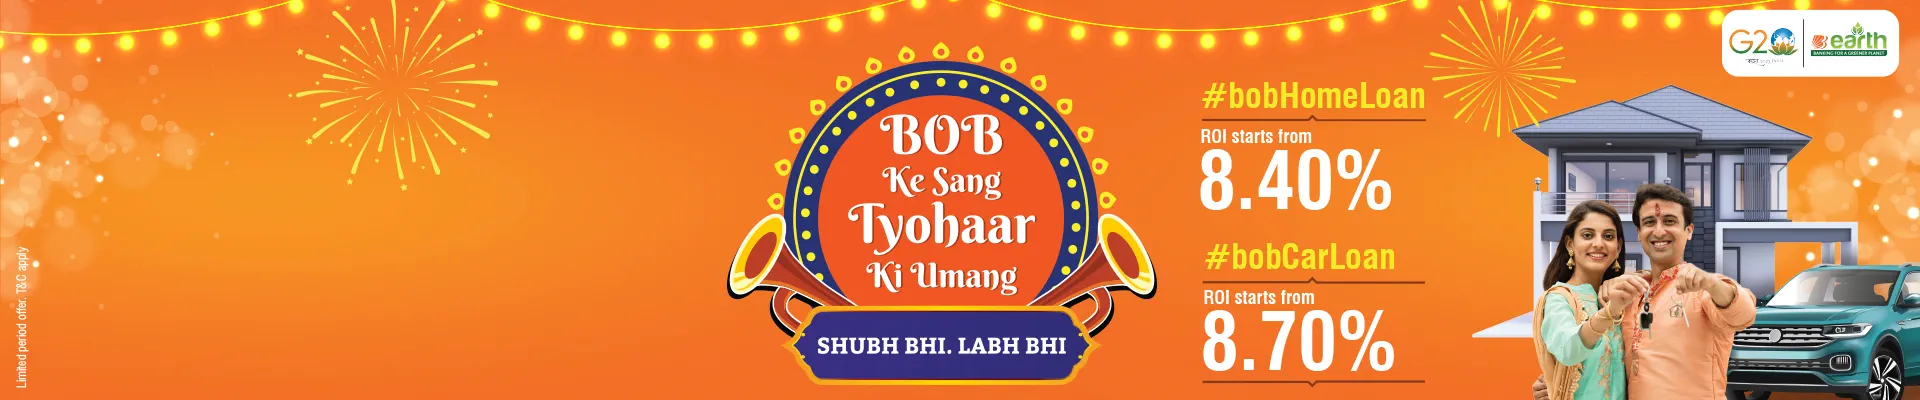 BOB
Ke Sang
Tyohaar
Ki Umang
SHUBH BHI. LABH BHI
#bobHomeLoan
ROI starts from
8.40%
#bobCarLoan
ROI starts from
8.70%
G20
earth
BANKING FOR A GREENER PLANET
Limited period offer. T&C apply